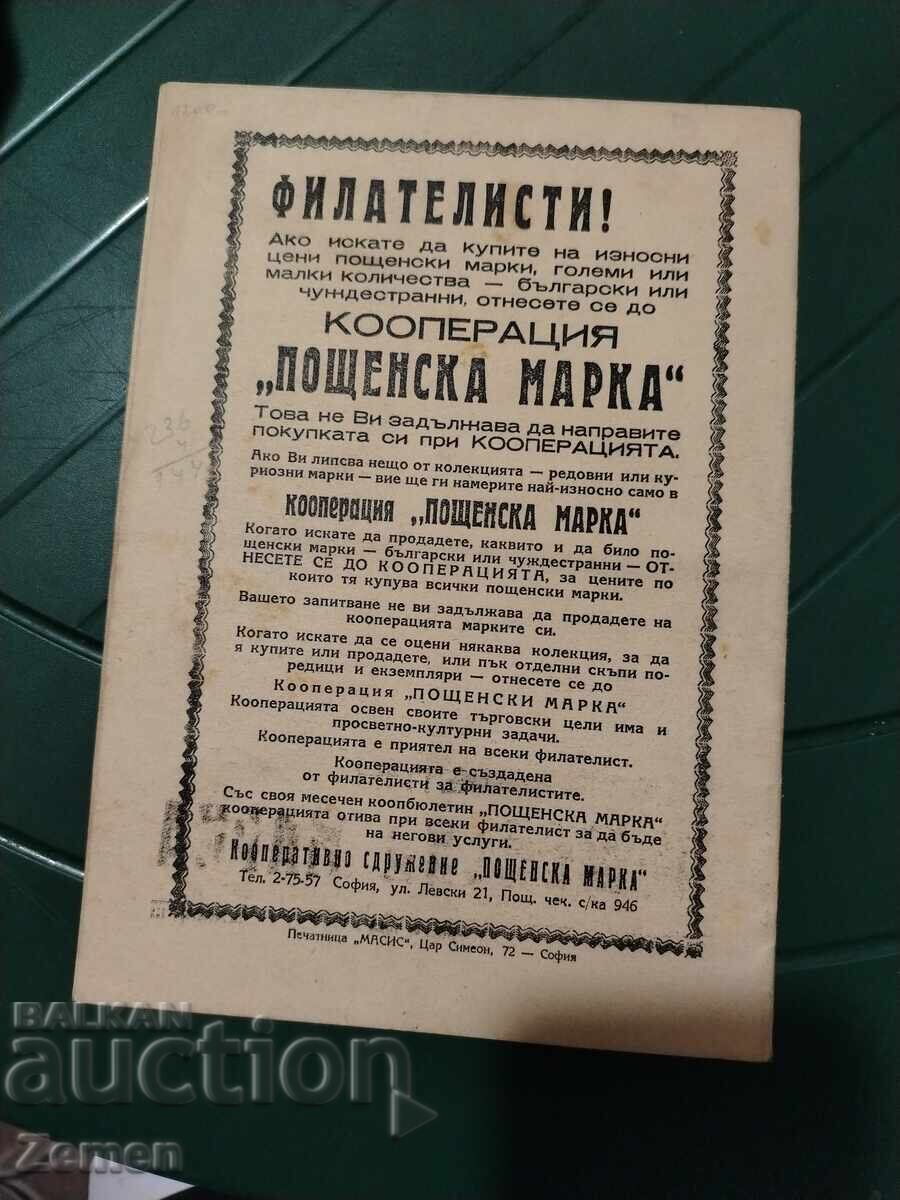 1200
ФИЛАТЕЛИСТИ!
Ако искате да купите на износни
цени пощенски марки, големи или
малки количества — български или
чуждестранни, отнесете се до
КООПЕРАЦИЯ
„ПОЩЕНСКА МАРКА“
Това не Ви задължава да направите
покупката си при КООПЕРАЦИЯТА.
Ако Ви липсва нещо от колекцията — редовни или ку-
риозни марки — вие ще ги намерите най-износно само в
кооперация „ПОЩЕНСКА МАРКА“
Когато искате да продадете, каквито и да било по-
щенски марки — български или чуждестранни — ОТ-
НЕСЕТЕ СЕ ДО КООПЕРАЦИЯТА, за цените по
които тя купува всички пощенски марки.
Вашето запитване не ви задължава да продадете на
кооперацията марките си.
Когато искате да се оцени някаква колекция, за да
я купите или продадете, или пък отделни скъпи по-
редици и екземпляри — отнесете се до
Кооперация „ПОЩЕНСКИ МАРКА“
Кооперацията освен своите търговски цели има и
просветно-културни задачи.
Кооперацията е приятел на всеки филателист.
Кооперацията е създадена
от филателисти за филателистите.
Със своя месечен коопбюлетин „ПОЩЕНСКА МАРКА“
кооперацията отива при всеки филателист за да бъде
на негови услуги.
Кооперативно сдружение „ПОЩЕНСКА МАРКА“
Тел. 2-75-57 София, ул. Левски 21, Пощ. чек. с/ка 946
Печатница „МАСИС“, Цар Симеон, 72 — София
BALKAN
auction
Zemen